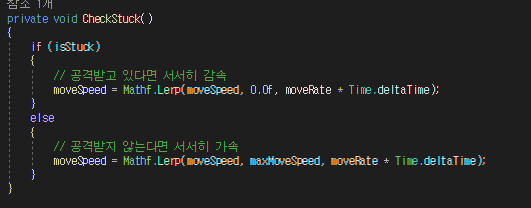 참조 1개
private void CheckStuck()
{
if (isStuck)
{
// 공격받고 있다면 서서히 감속
moveSpeed = Mathf.Lerp(moveSpeed, 0.0f, moveRate * Time.deltaTime);
}
else
{
// 공격받지 않는다면 서서히 가속
moveSpeed = Mathf.Lerp(moveSpeed, maxMoveSpeed, moveRate * Time.deltaTime);
}
}